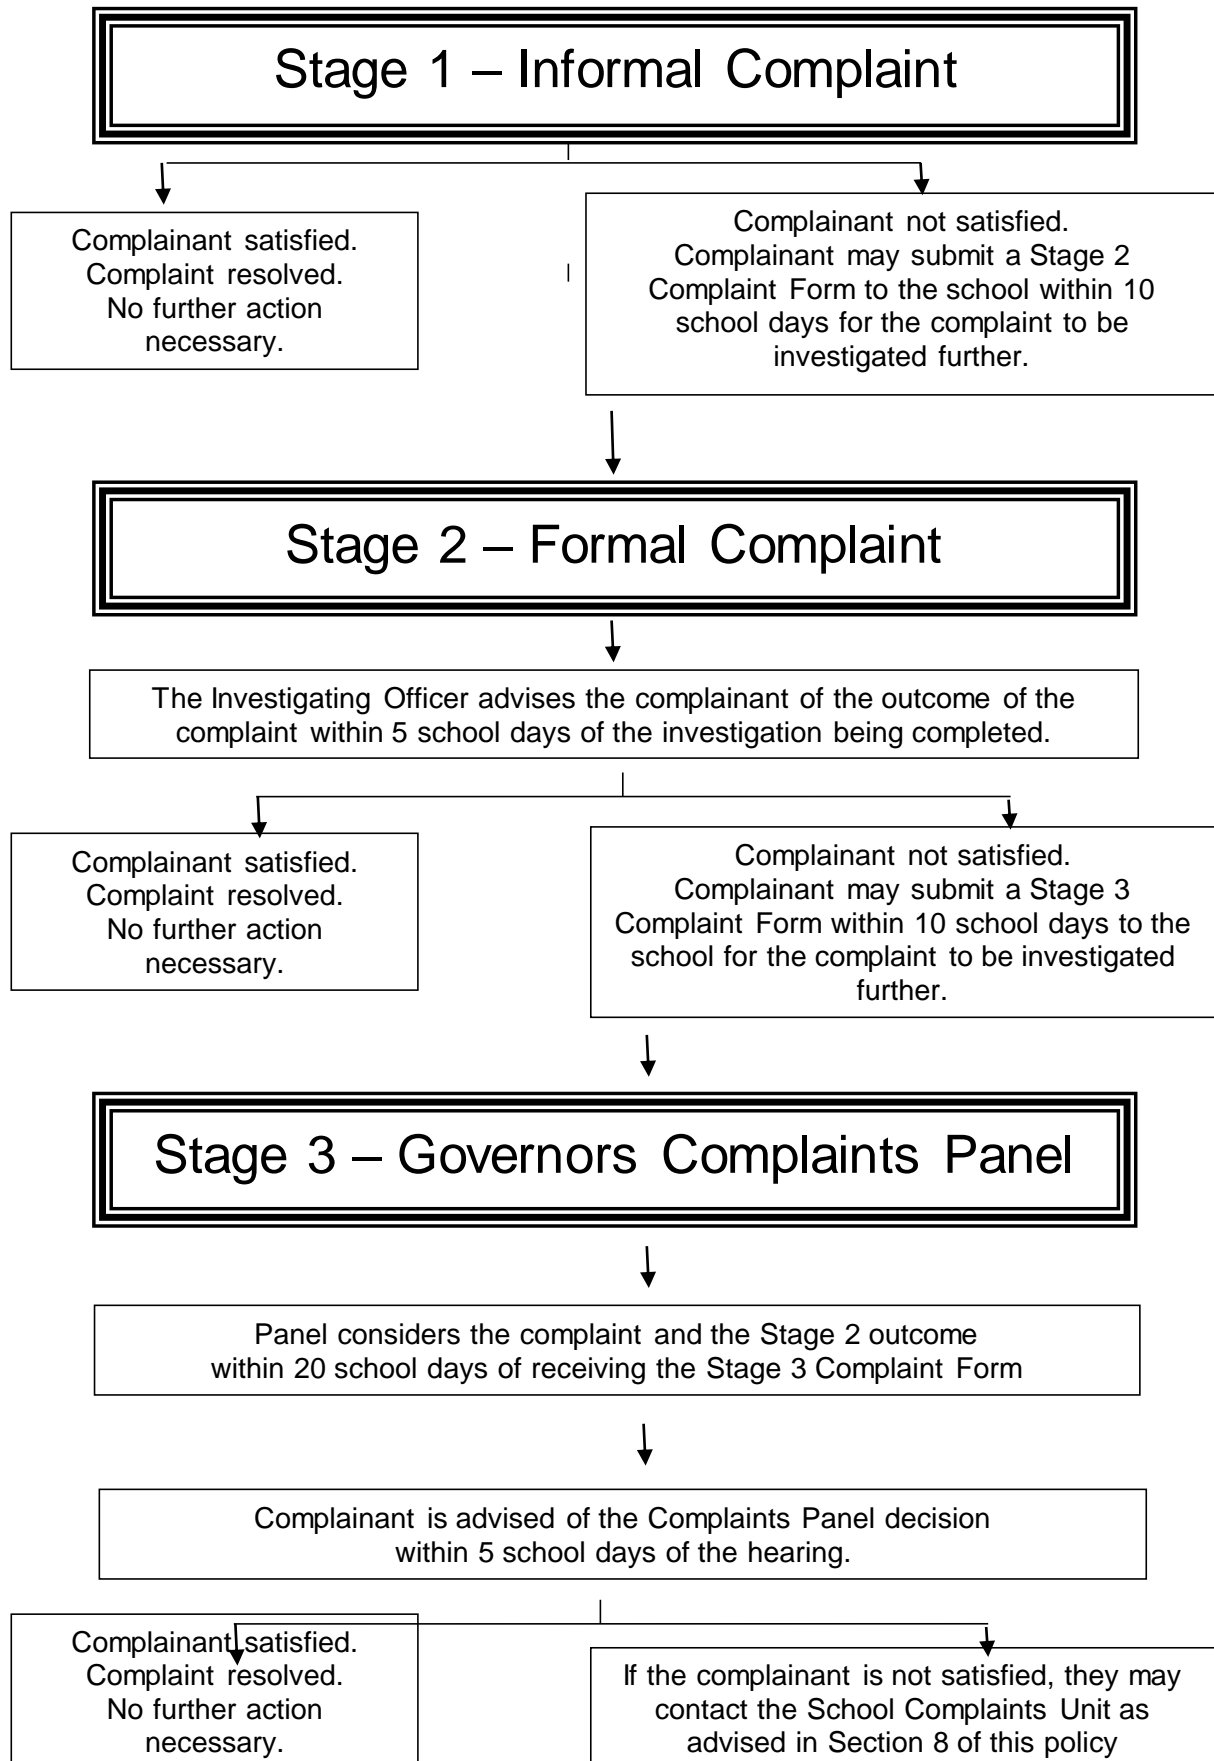 Stage 1 – Informal Complaint
Complainant satisfied.
Complaint resolved.
No further action
necessary.
Complainant not satisfied.
Complainant may submit a Stage 2
Complaint Form to the school within 10
school days for the complaint to be
investigated further.
Stage 2 – Formal Complaint
The Investigating Officer advises the complainant of the outcome of the
complaint within 5 school days of the investigation being completed.
Complainant satisfied.
Complaint resolved.
No further action
necessary.
Complainant not satisfied.
Complainant may submit a Stage 3
Complaint Form within 10 school days to the
school for the complaint to be investigated
further.
Stage 3 – Governors Complaints Panel
Panel considers the complaint and the Stage 2 outcome
within 20 school days of receiving the Stage 3 Complaint Form
Complainant is advised of the Complaints Panel decision
within 5 school days of the hearing.
Complainant satisfied.
Complaint resolved.
No further action
necessary.
If the complainant is not satisfied, they may
contact the School Complaints Unit as
advised in Section 8 of this policy